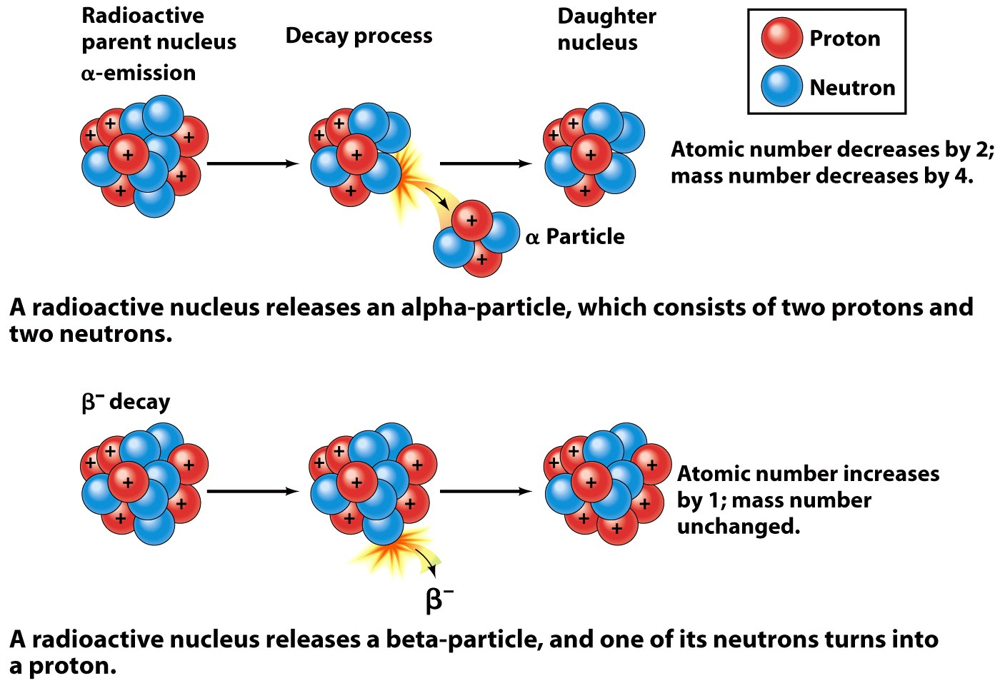 Radioactive
parent nucleus
Decay process
Daughter
nucleus
Proton
Neutron
α-emission
+ + + + + +
+ + + +
+ + + +
Atomic number decreases by 2;
mass number decreases by 4.
+ +
α Particle
A radioactive nucleus releases an alpha-particle, which consists of two protons and
two neutrons.
β⁻ decay
+ + + + + +
+ + + + + +
+ + + + + + +
Atomic number increases
by 1; mass number
unchanged.
β⁻
A radioactive nucleus releases a beta-particle, and one of its neutrons turns into
a proton.